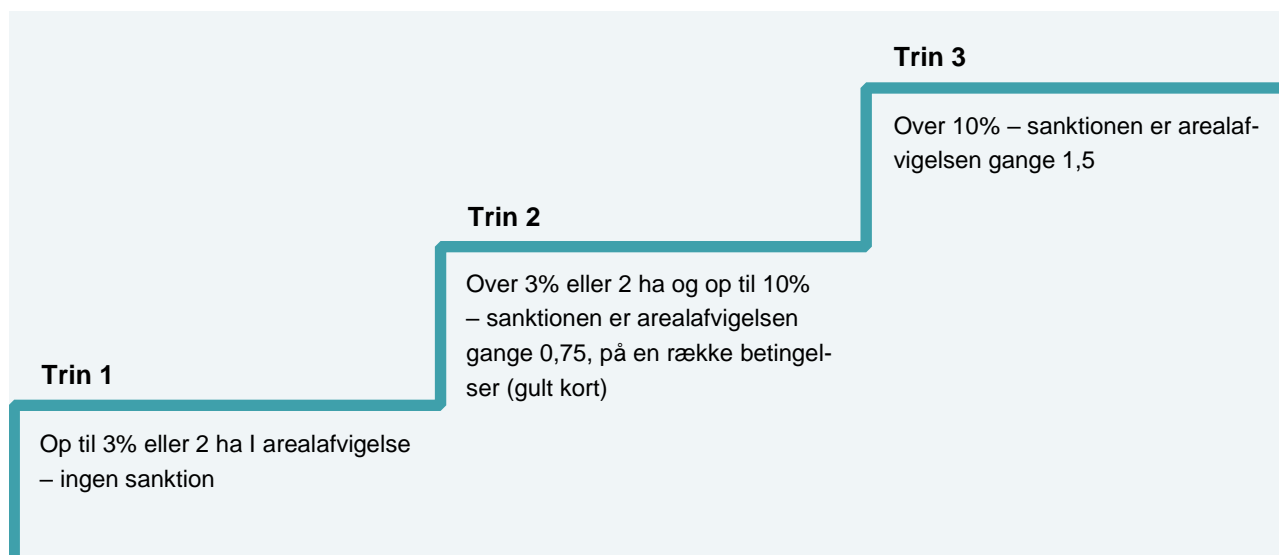 Trin 3
Over 10% – sanktionen er arealaf-
vigelsen gange 1,5
Trin 2
Over 3% eller 2 ha og op til 10%
– sanktionen er arealafvigelsen
gange 0,75, på en række betingel-
ser (gult kort)
Trin 1
Op til 3% eller 2 ha I arealafvigelse
– ingen sanktion